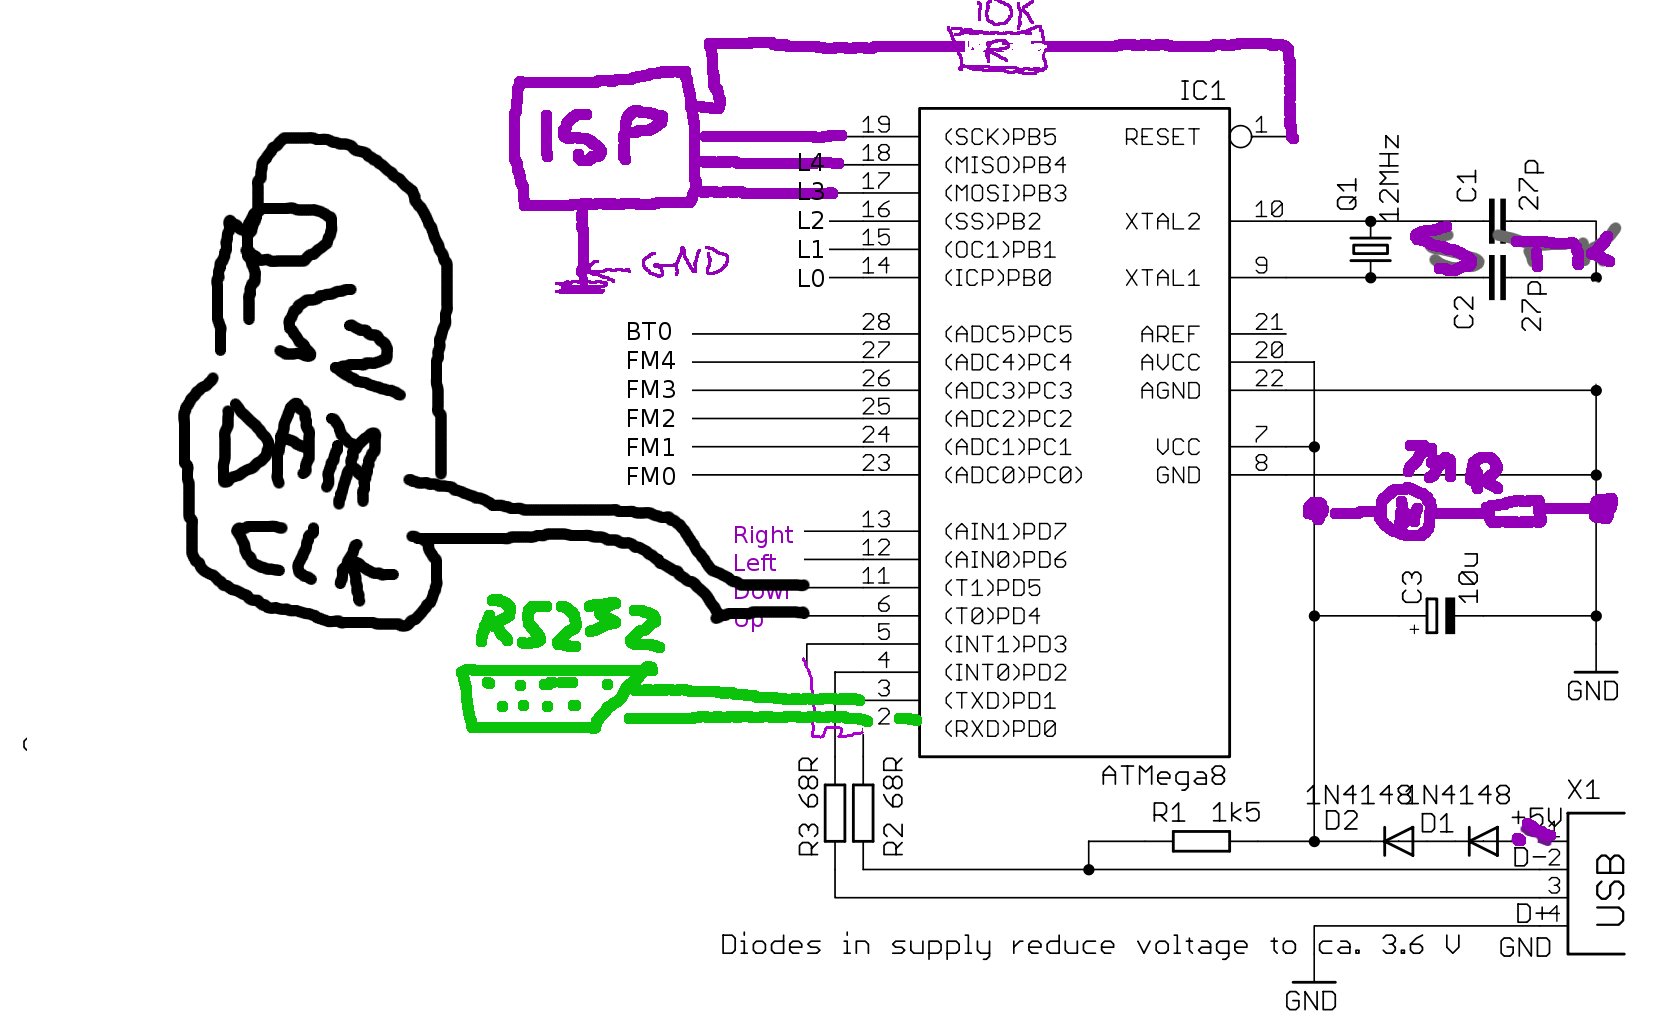 10K
R
ISP
GND
IC1
19 (SCK)PB5 RESET 1
L4 18 (MISO)PB4
L3 17 (MOSI)PB3
L2 16 (SS)PB2 XTAL2 10
L1 15 (OC1)PB1
L0 14 (ICP)PB0 XTAL1 9
Q1 12MHz
C1 27p
C2 27p
BT0 28 (ADC5)PC5 AREF 21
FM4 27 (ADC4)PC4 AVCC 20
FM3 26 (ADC3)PC3 AGND 22
FM2 25 (ADC2)PC2
FM1 24 (ADC1)PC1 VCC 7
FM0 23 (ADC0)PC0) GND 8
PS2
DATA
CLK
Right 13 (AIN1)PD7
Left 12 (AIN0)PD6
Down 11 (T1)PD5
Up 6 (T0)PD4
5 (INT1)PD3
4 (INT0)PD2
3 (TXD)PD1
2 (RXD)PD0
RS232
C3 10u
+
GND
ATMega8
R3 68R
R2 68R
R1 1k5
1N4148 1N4148
D2 D1
X1
+5V
D-2
3
D+4
GND
USB
Diodes in supply reduce voltage to ca. 3.6 V
GND